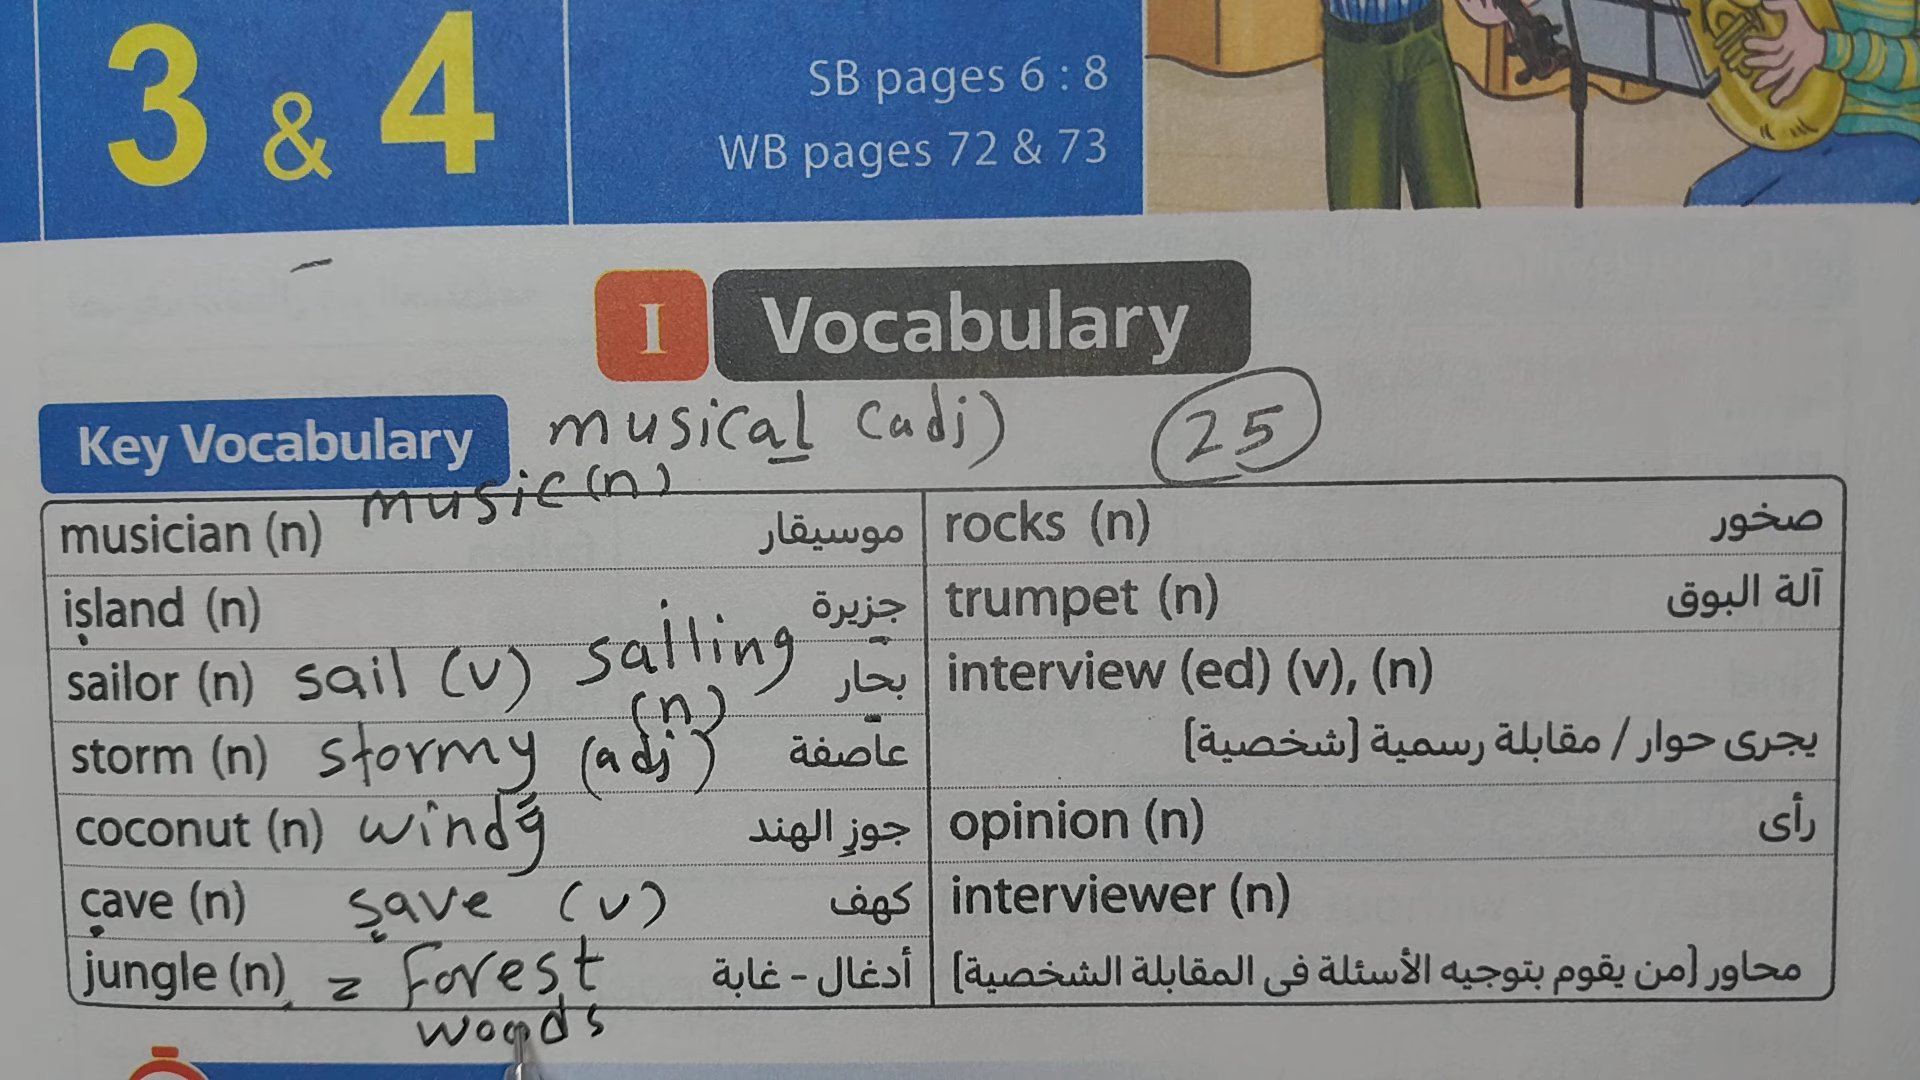 3 & 4
SB pages 6 : 8
WB pages 72 & 73
I Vocabulary
Key Vocabulary musical (adj) 25
music (n)
musician (n) موسيقار
island (n) جزيرة
sailor (n) sail (v) sailing (n) بحار
storm (n) stormy (adj) عاصفة
coconut (n) windy جوز الهند
cave (n) save (v) كهف
jungle (n) = Forest أدغال - غابة
woods
rocks (n) صخور
trumpet (n) آلة البوق
interview (ed) (v), (n)
يجرى حوار / مقابلة رسمية [شخصية]
opinion (n) رأى
interviewer (n)
محاور [من يقوم بتوجيه الأسئلة فى المقابلة الشخصية]